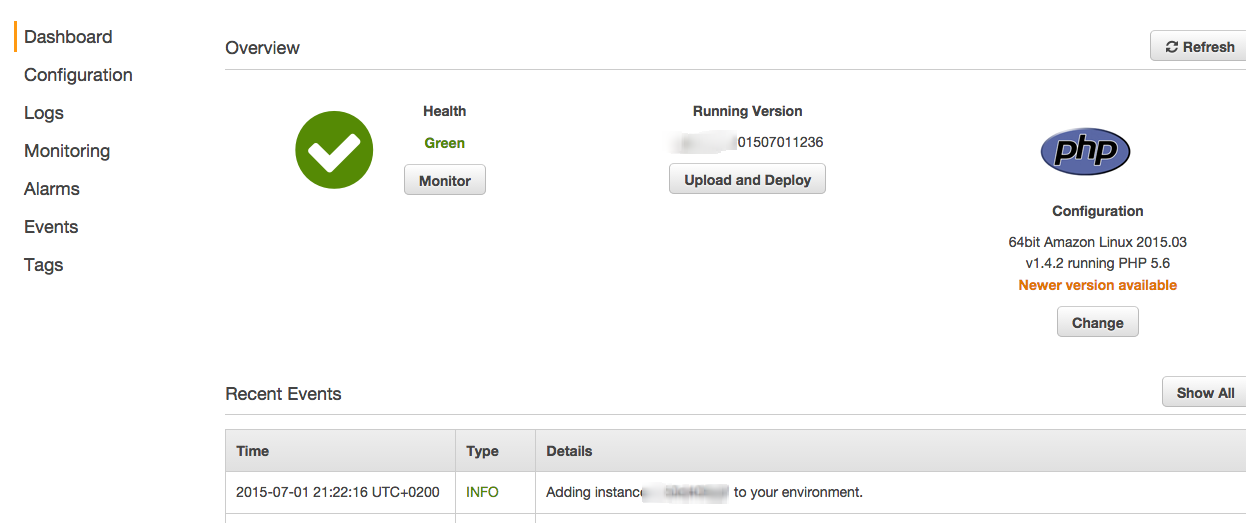 Dashboard
Configuration
Logs
Monitoring
Alarms
Events
Tags
Overview
Refresh
Health
Green
Monitor
Running Version
01507011236
Upload and Deploy
php
Configuration
64bit Amazon Linux 2015.03
v1.4.2 running PHP 5.6
Newer version available
Change
Recent Events
Show All
Time Type Details
2015-07-01 21:22:16 UTC+0200 INFO Adding instance to your environment.